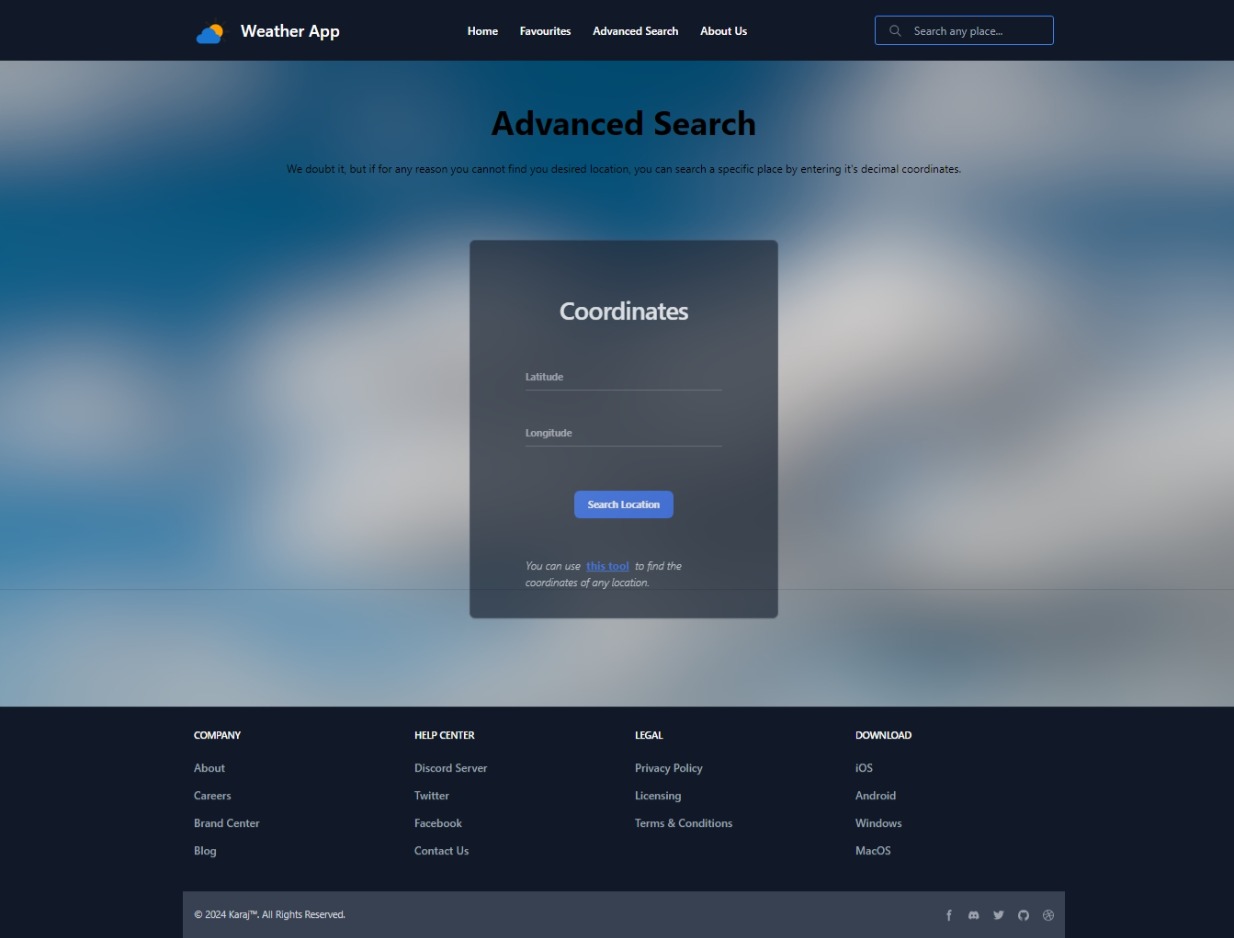 Weather App
Home Favourites Advanced Search About Us
Search any place...
Advanced Search
We doubt it, but if for any reason you cannot find you desired location, you can search a specific place by entering it's decimal coordinates.
Coordinates
Latitude
Longitude
Search Location
You can use this tool to find the
coordinates of any location.
COMPANY
About
Careers
Brand Center
Blog
HELP CENTER
Discord Server
Twitter
Facebook
Contact Us
LEGAL
Privacy Policy
Licensing
Terms & Conditions
DOWNLOAD
iOS
Android
Windows
MacOS
© 2024 Karaj™. All Rights Reserved.